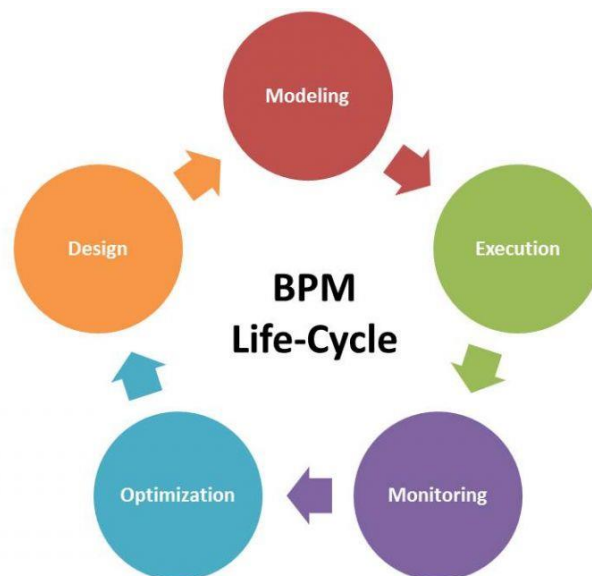 Modeling
Design
Execution
BPM
Life-Cycle
Optimization
Monitoring